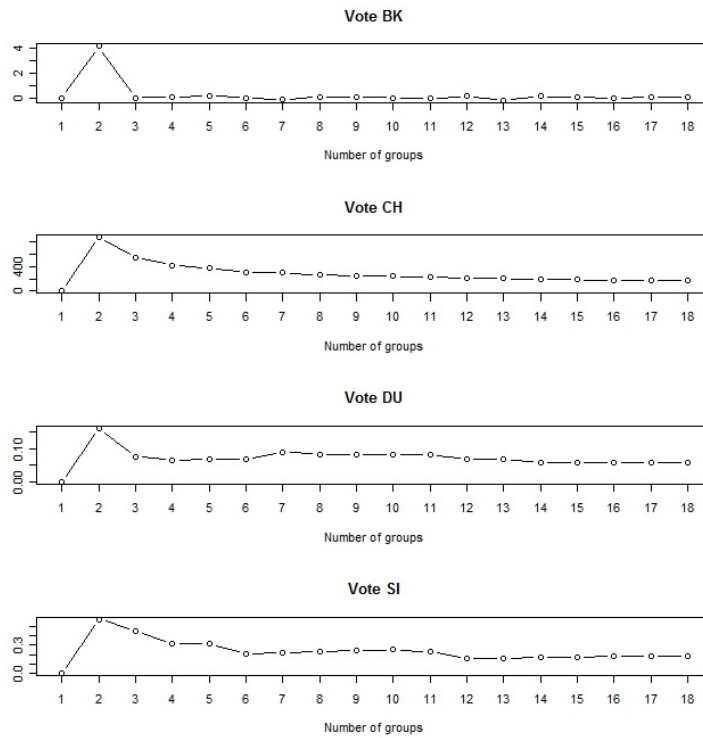 Vote BK
4
2
0
1 2 3 4 5 6 7 8 9 10 11 12 13 14 15 16 17 18
Number of groups
Vote CH
400
0
1 2 3 4 5 6 7 8 9 10 11 12 13 14 15 16 17 18
Number of groups
Vote DU
0.10
0.00
1 2 3 4 5 6 7 8 9 10 11 12 13 14 15 16 17 18
Number of groups
Vote SI
0.3
0.0
1 2 3 4 5 6 7 8 9 10 11 12 13 14 15 16 17 18
Number of groups